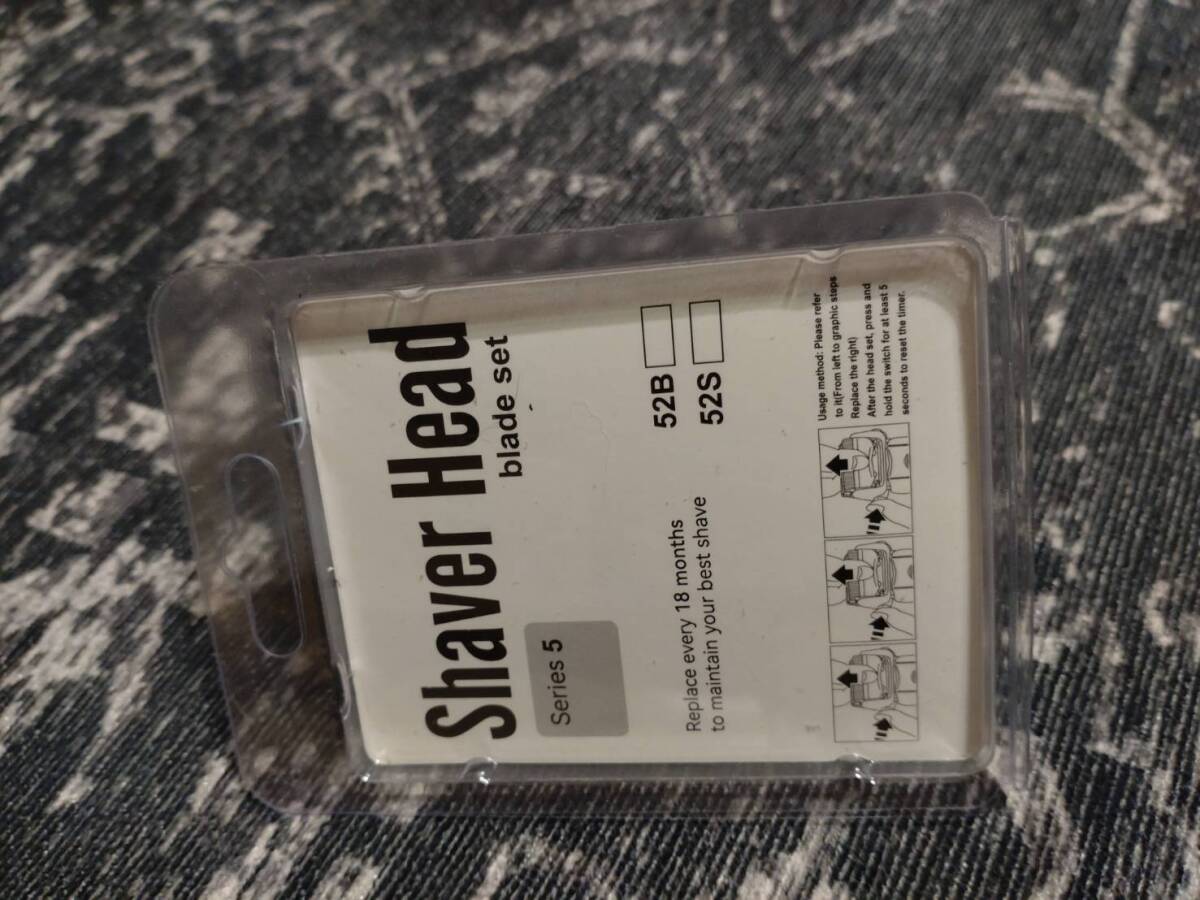 Shaver Head
blade set
Series 5
Replace every 18 months
to maintain your best shave
52B
52S
Usage method: Please refer
to it(From left to graphic steps
Replace the right)
After the head set, press and
hold the switch for at least 5
seconds to reset the timer.